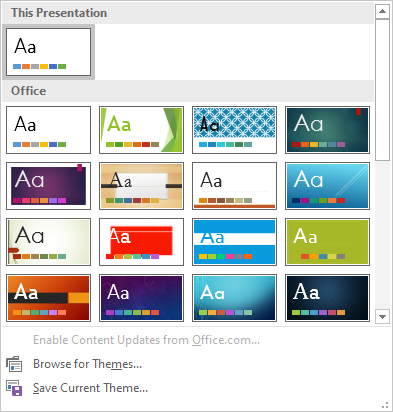 This Presentation
Aa
Office
Aa Aa Aa Aa
Aa Aa Aa Aa
Aa Aa Aa Aa
Aa Aa Aa Aa
Enable Content Updates from Office.com...
Browse for Themes...
Save Current Theme...